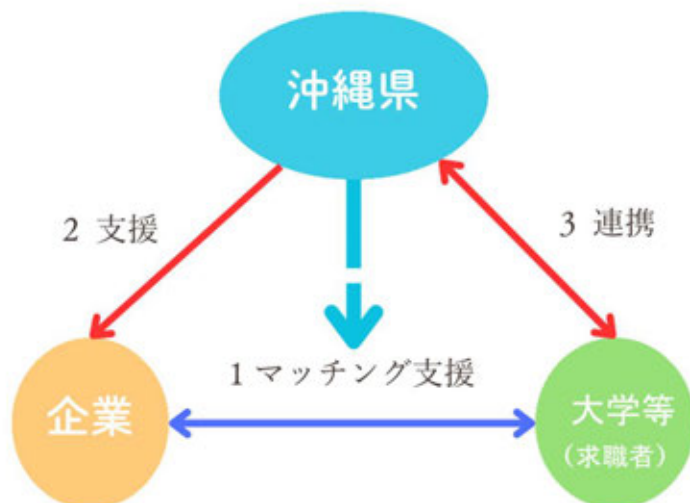 沖縄県
2 支援
3 連携
1 マッチング支援
企業
大学等
(求職者)